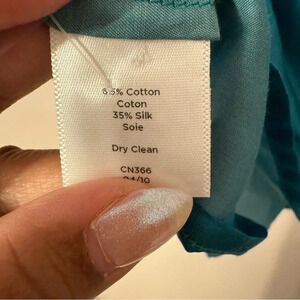 65% Cotton
Coton
35% Silk
Soie
Dry Clean
CN366